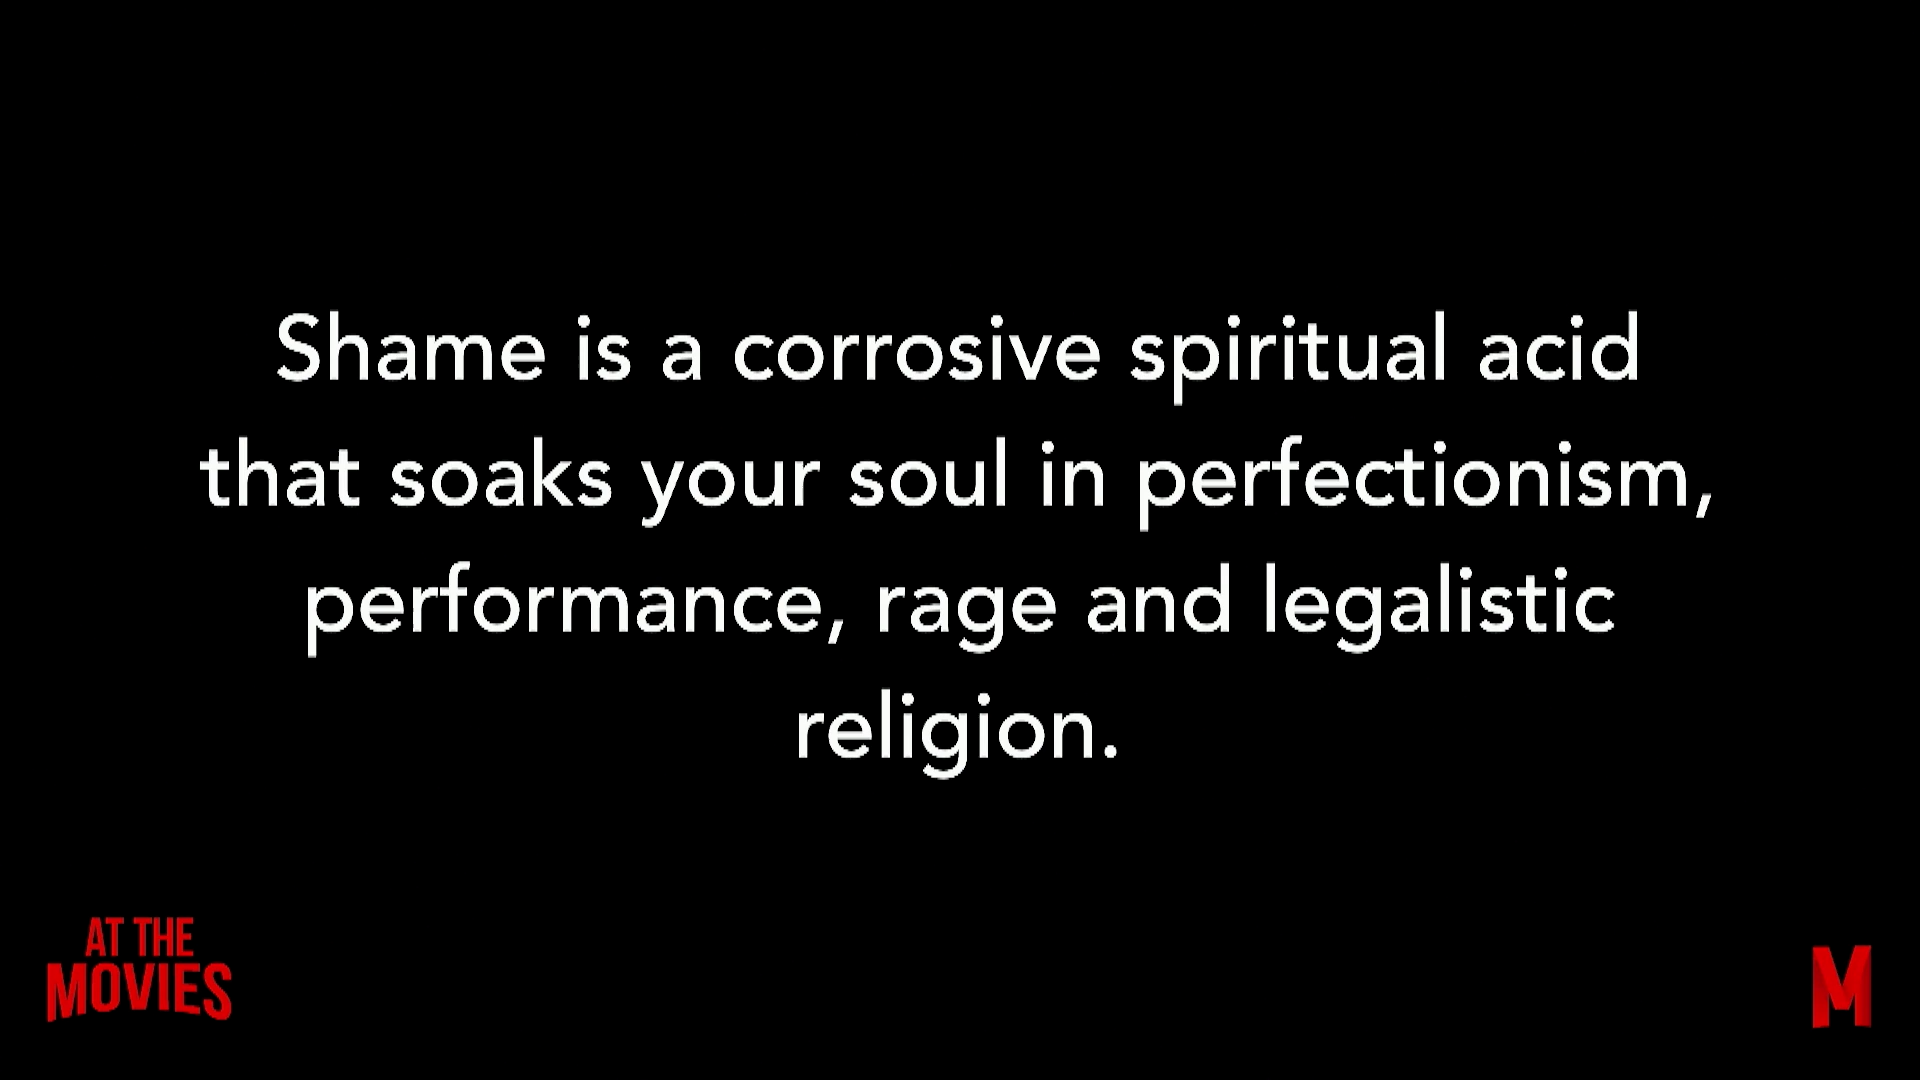 Shame is a corrosive spiritual acid
that soaks your soul in perfectionism,
performance, rage and legalistic
religion.
AT THE
MOVIES
M